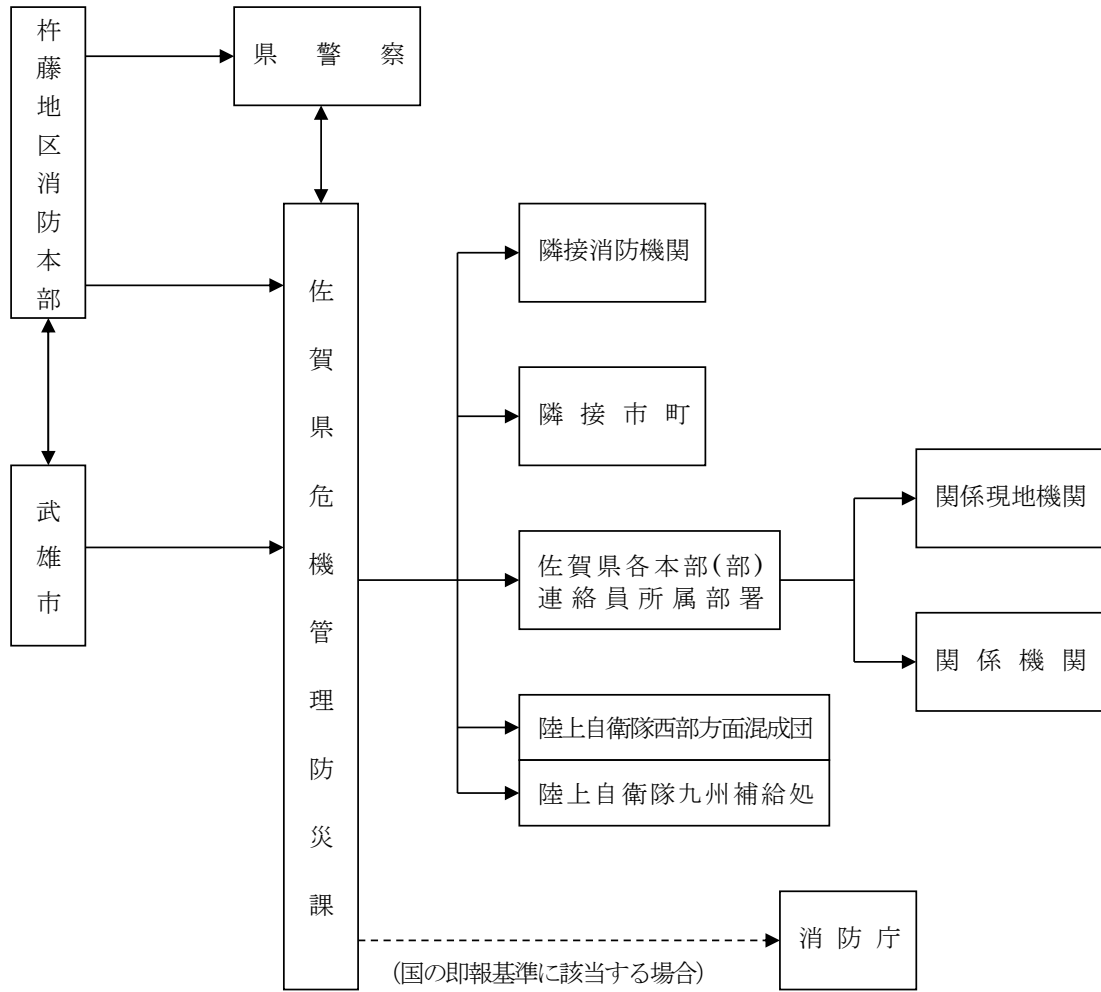 杵藤地区消防本部
県警察
佐賀県危機管理防災課
隣接消防機関
隣接市町
武雄市
関係現地機関
佐賀県各本部(部)
連絡員所属部署
関係機関
陸上自衛隊西部方面混成団
陸上自衛隊九州補給処
消防庁
(国の即報基準に該当する場合)